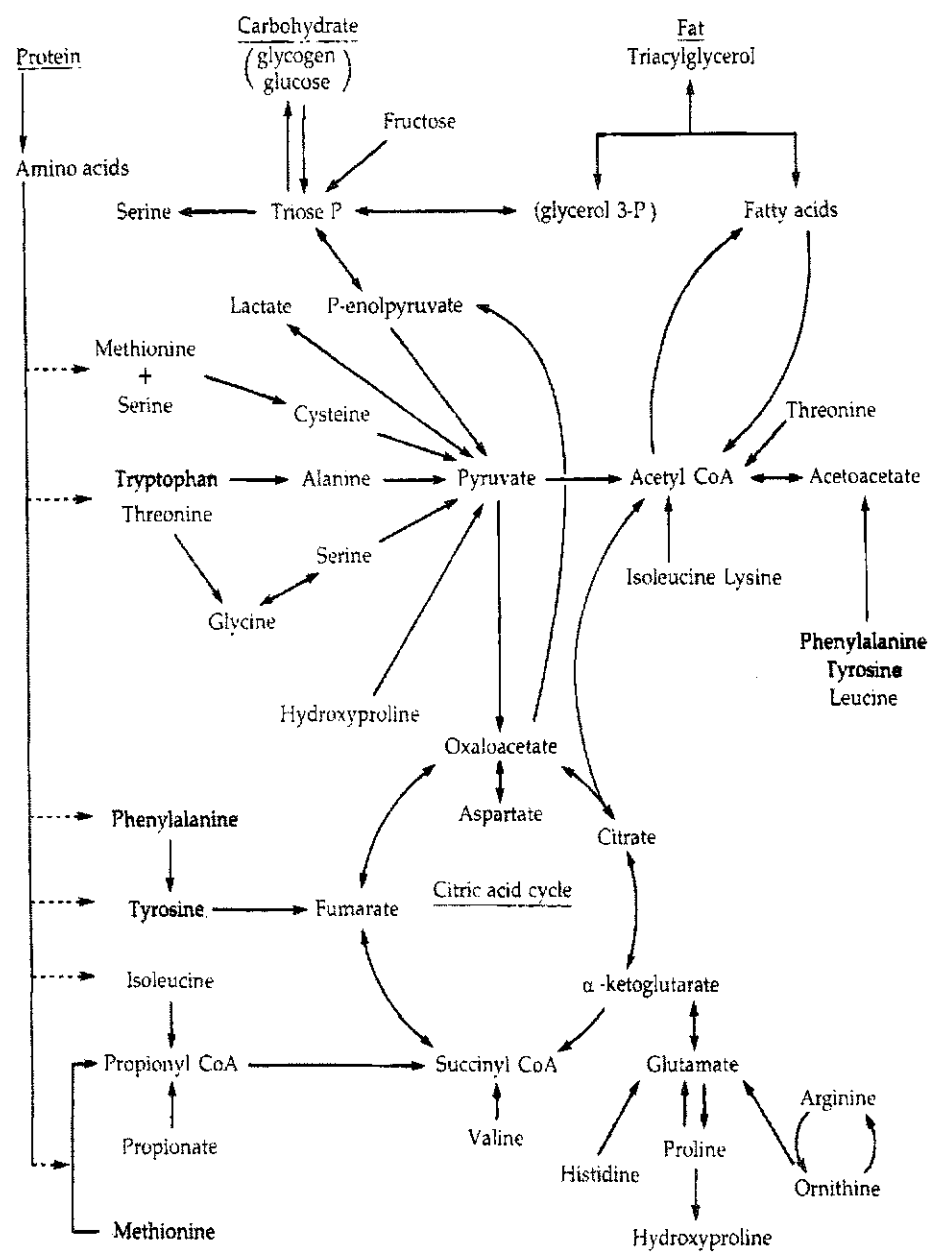 Carbohydrate
(glycogen
glucose)
Fat
Triacylglycerol
Protein
Fructose
Amino acids
Serine
Triose P
(glycerol 3-P)
Fatty acids
Lactate
P-enolpyruvate
Methionine
+
Serine
Cysteine
Threonine
Tryptophan
Alanine
Pyruvate
Acetyl CoA
Acetoacetate
Threonine
Serine
Isoleucine Lysine
Glycine
Phenylalanine
Tyrosine
Leucine
Hydroxyproline
Oxaloacetate
Aspartate
Phenylalanine
Citrate
Citric acid cycle
Tyrosine
Fumarate
Isoleucine
α-ketoglutarate
Propionyl CoA
Succinyl CoA
Glutamate
Arginine
Propionate
Valine
Proline
Histidine
Ornithine
Methionine
Hydroxyproline